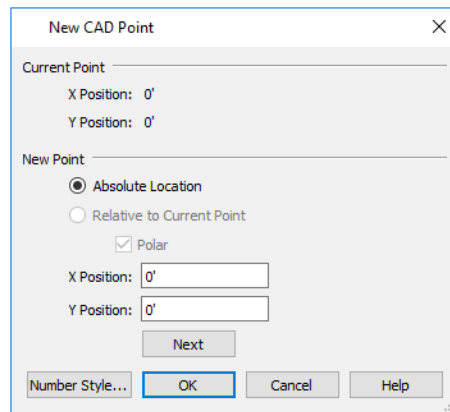 New CAD Point
Current Point
X Position: 0'
Y Position: 0'
New Point
Absolute Location
Relative to Current Point
Polar
X Position: 0'
Y Position: 0'
Next
Number Style... OK Cancel Help